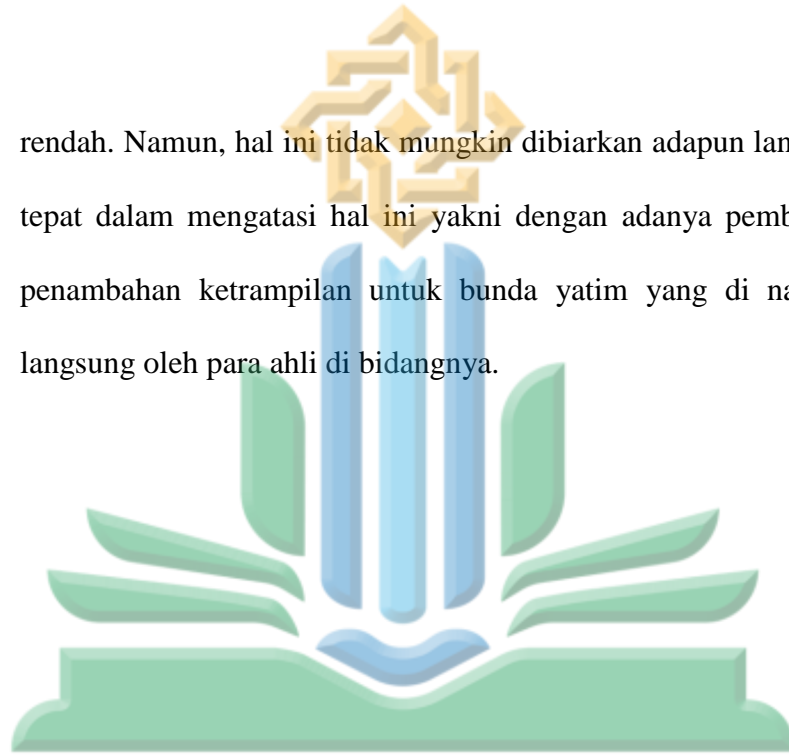 rendah. Namun, hal ini tidak mungkin dibiarkan adapun
tepat dalam mengatasi hal ini yakni dengan adanya
penambahan ketrampilan untuk bunda yatim yang di
langsung oleh para ahli di bidangnya.